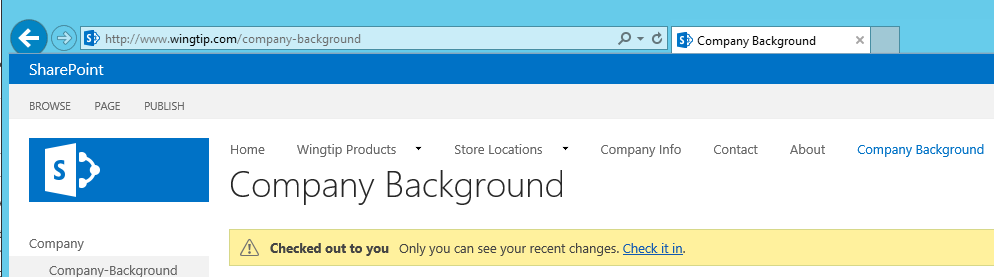 http://www.wingtip.com/company-background
Company Background
SharePoint
BROWSE PAGE PUBLISH
S
Home Wingtip Products Store Locations Company Info Contact About Company Background
Company Background
Checked out to you Only you can see your recent changes. Check it in.
Company
Company-Background